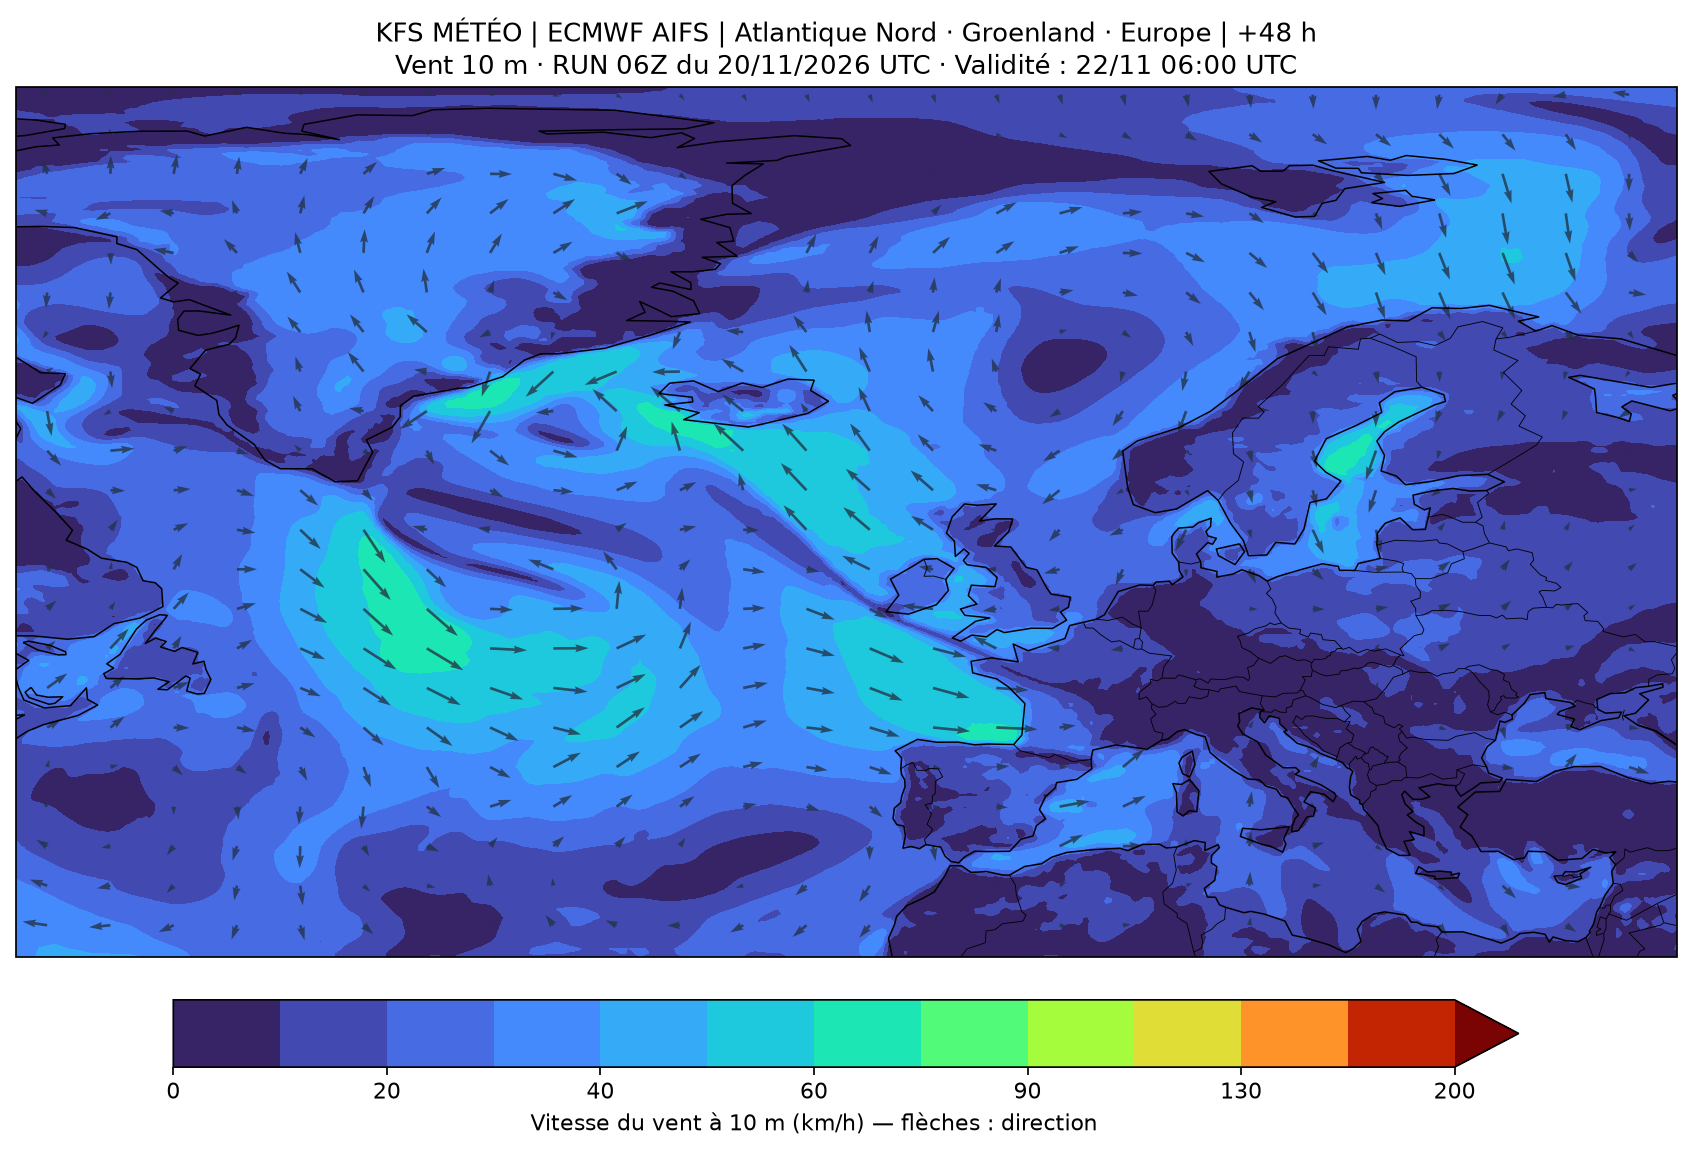 KFS MÉTÉO | ECMWF AIFS | Atlantique Nord · Groenland · Europe | +48 h
Vent 10 m · RUN 06Z du 20/11/2026 UTC · Validité : 22/11 06:00 UTC
0 20 40 60 90 130 200
Vitesse du vent à 10 m (km/h) — flèches : direction